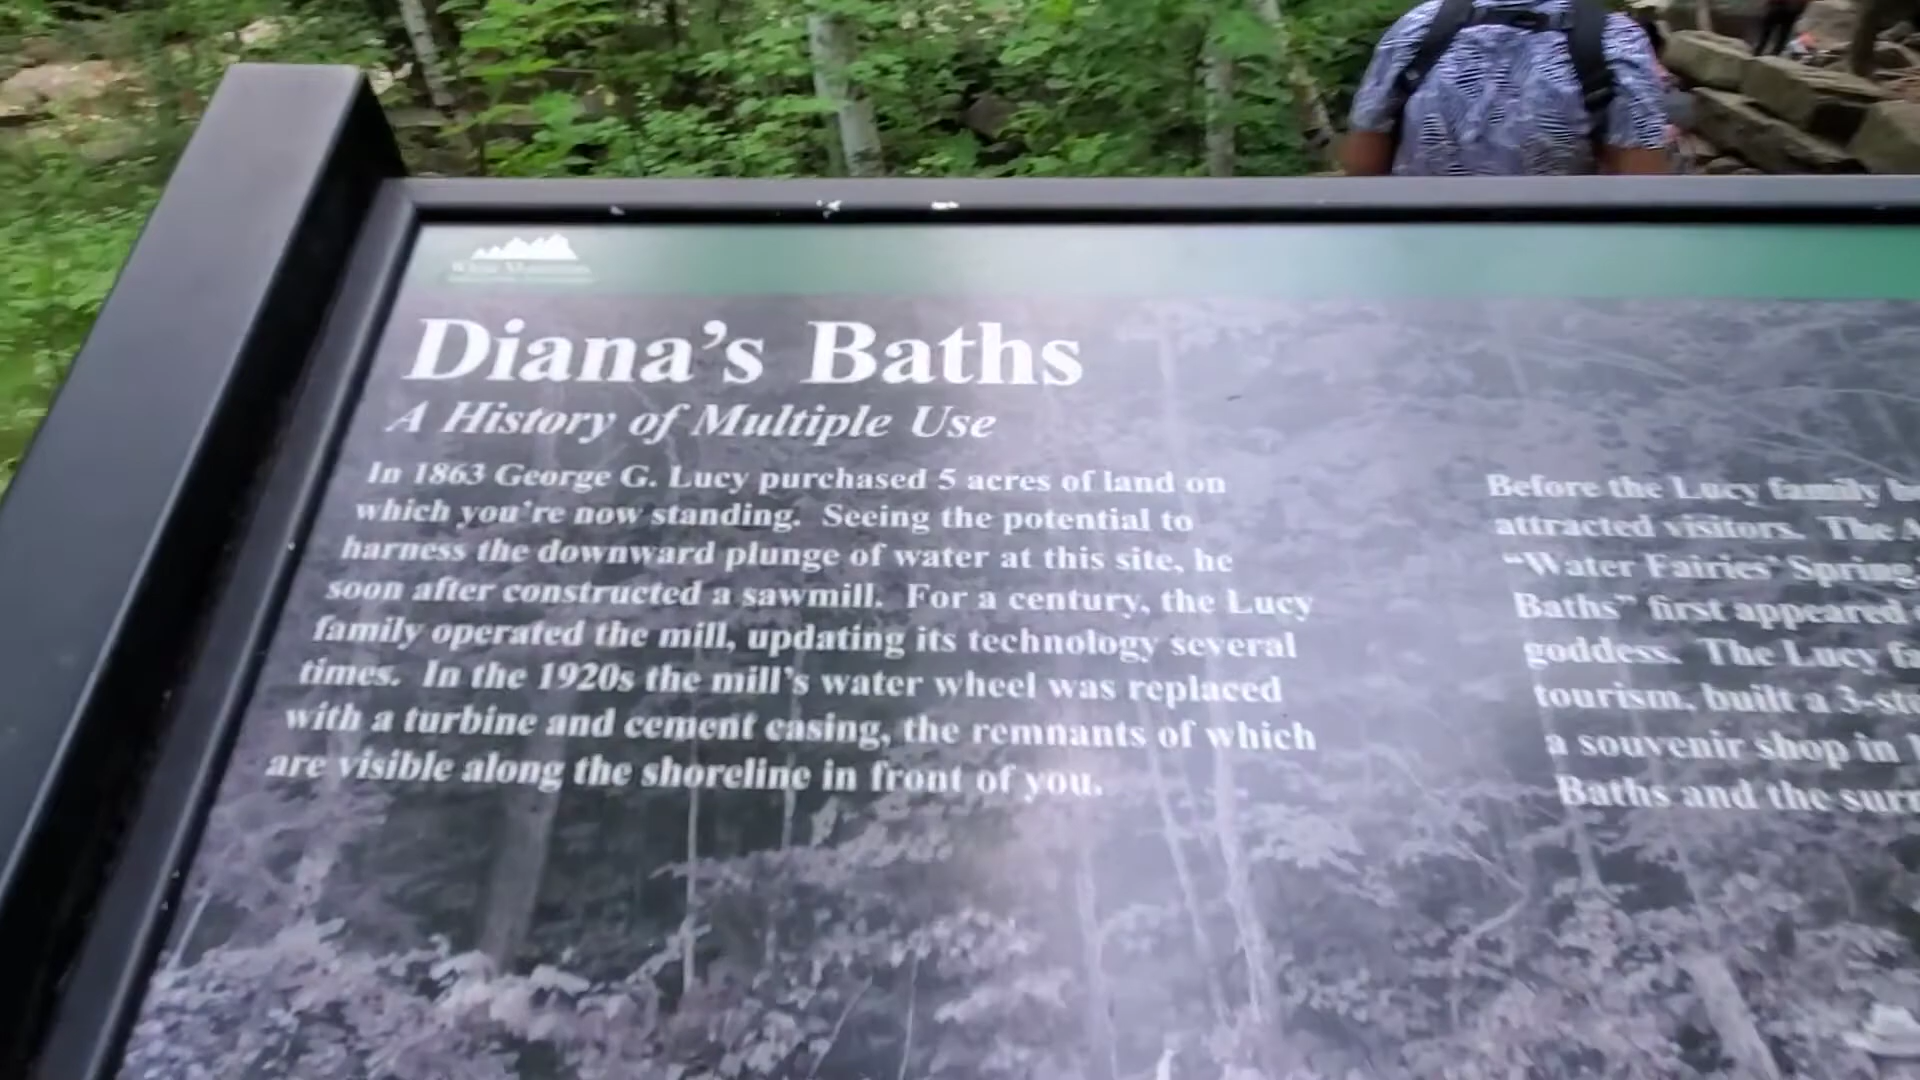 White Mountains
Diana's Baths
A History of Multiple Use
In 1863 George G. Lucy purchased 5 acres of land on
which you're now standing. Seeing the potential to
harness the downward plunge of water at this site, he
soon after constructed a sawmill. For a century, the Lucy
family operated the mill, updating its technology several
times. In the 1920s the mill's water wheel was replaced
with a turbine and cement casing, the remnants of which
are visible along the shoreline in front of you.
Before the Lucy family
attracted visitors. The
"Water Fairies' Spring,
Baths" first appeared
goddess. The Lucy
tourism, built a
a souvenir shop in
Baths and the